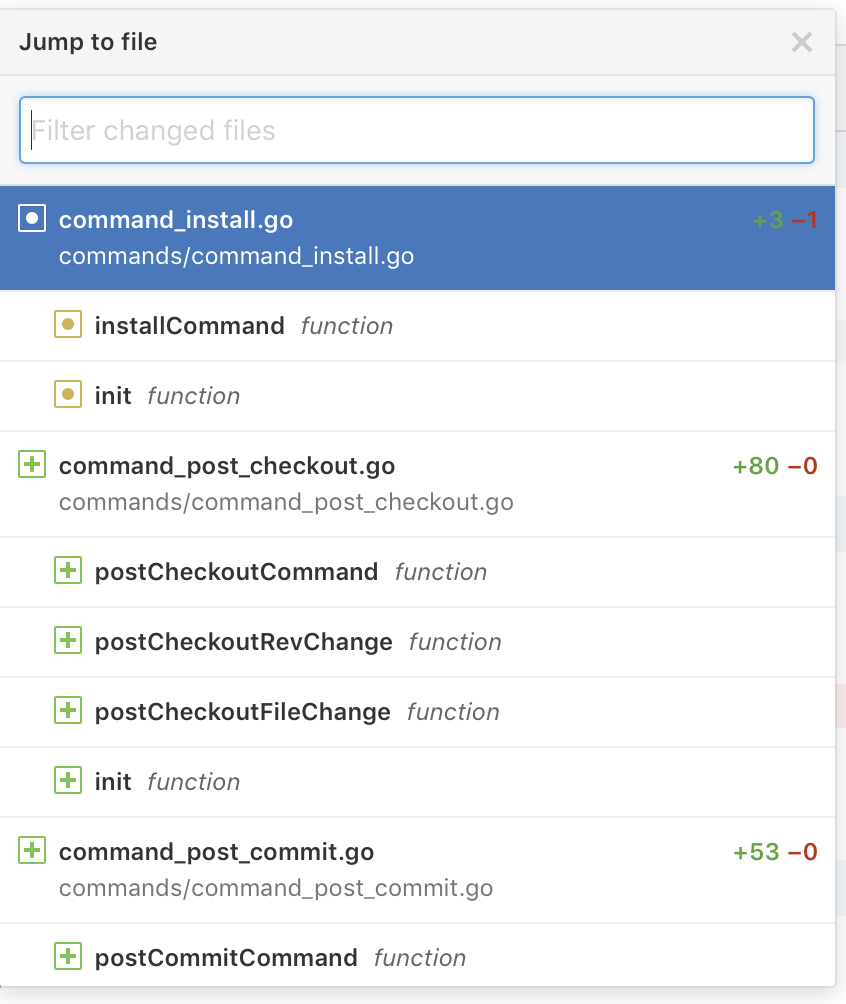 Jump to file
Filter changed files
command_install.go +3 −1
commands/command_install.go
installCommand function
init function
command_post_checkout.go +80 −0
commands/command_post_checkout.go
postCheckoutCommand function
postCheckoutRevChange function
postCheckoutFileChange function
init function
command_post_commit.go +53 −0
commands/command_post_commit.go
postCommitCommand function